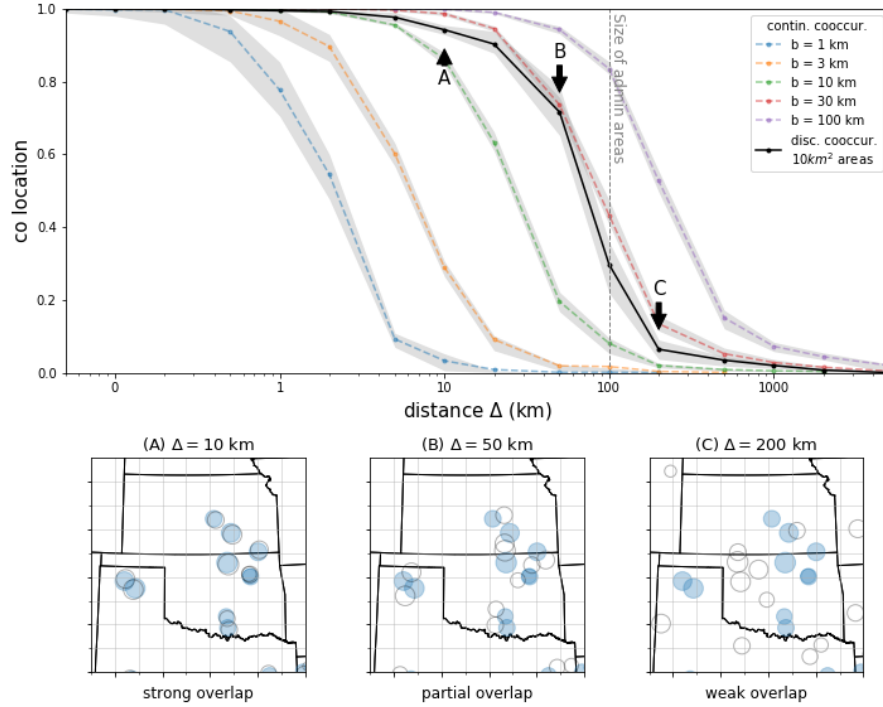 1.0
0.8
0.6
0.4
0.2
0.0
co location
0
1
10
100
1000
distance Δ (km)
A
B
C
Size of admin areas
contin. cooccur.
b = 1 km
b = 3 km
b = 10 km
b = 30 km
b = 100 km
disc. cooccur.
10km² areas
(A) Δ = 10 km
strong overlap
(B) Δ = 50 km
partial overlap
(C) Δ = 200 km
weak overlap